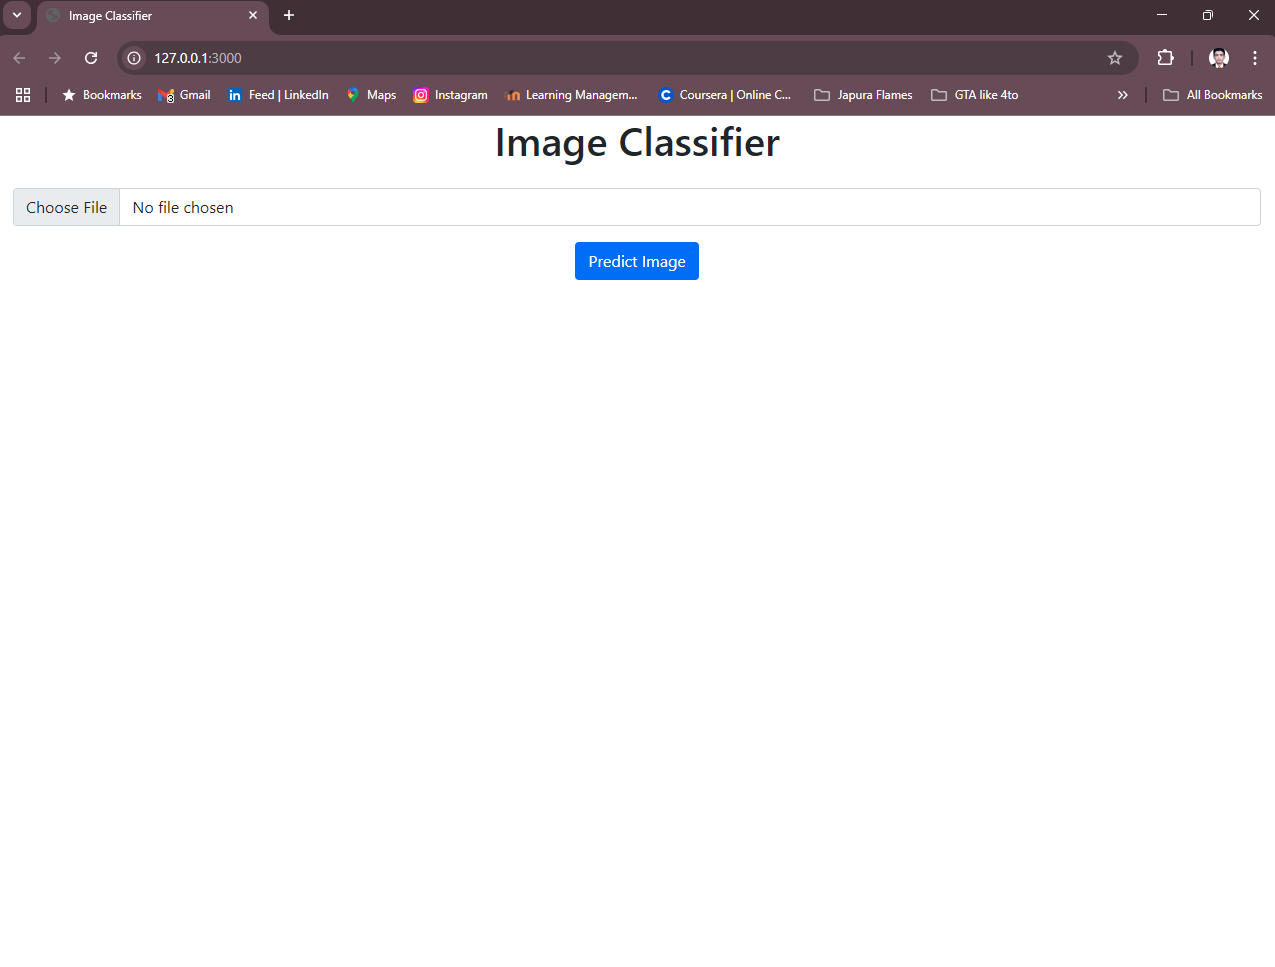 Image Classifier
127.0.0.1:3000
Bookmarks Gmail Feed | LinkedIn Maps Instagram Learning Managem... Coursera | Online C... Japura Flames GTA like 4to All Bookmarks
Image Classifier
Choose File No file chosen
Predict Image